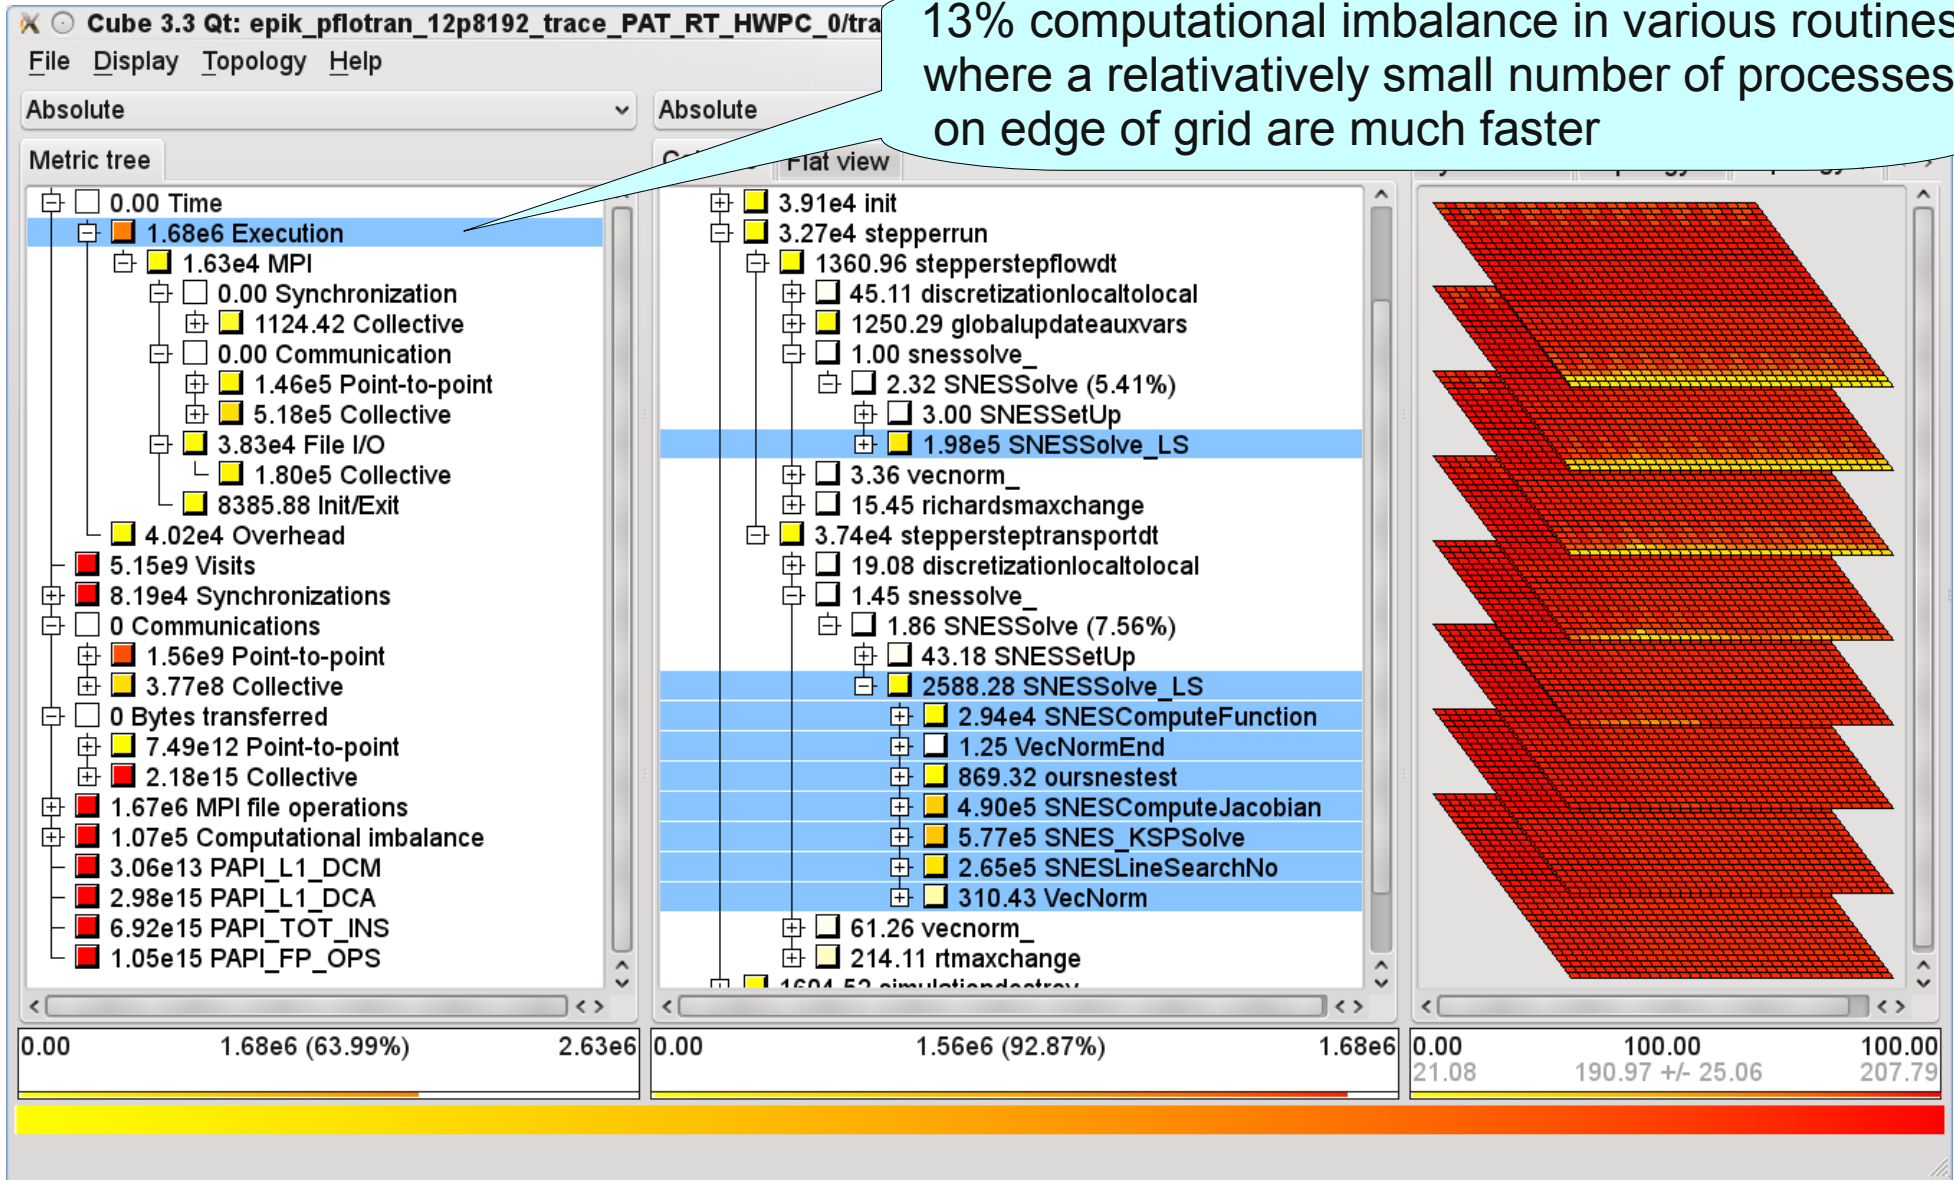 Cube 3.3 Qt: epik_pflotran_12p8192_trace_PAT_RT_HWPC_0/tra
13% computational imbalance in various routines
where a relativatively small number of processes
on edge of grid are much faster
File Display Topology Help
Absolute
Absolute
Metric tree
Flat view
0.00 Time
1.68e6 Execution
1.63e4 MPI
0.00 Synchronization
1124.42 Collective
0.00 Communication
1.46e5 Point-to-point
5.18e5 Collective
3.83e4 File I/O
1.80e5 Collective
8385.88 Init/Exit
4.02e4 Overhead
5.15e9 Visits
8.19e4 Synchronizations
0 Communications
1.56e9 Point-to-point
3.77e8 Collective
0 Bytes transferred
7.49e12 Point-to-point
2.18e15 Collective
1.67e6 MPI file operations
1.07e5 Computational imbalance
3.06e13 PAPI_L1_DCM
2.98e15 PAPI_L1_DCA
6.92e15 PAPI_TOT_INS
1.05e15 PAPI_FP_OPS
0.00 1.68e6 (63.99%) 2.63e6
3.91e4 init
3.27e4 stepperrun
1360.96 stepperstepflowdt
45.11 discretizationlocaltolocal
1250.29 globalupdateauxvars
1.00 snessolve_
2.32 SNESSolve (5.41%)
3.00 SNESSetUp
1.98e5 SNESSolve_LS
3.36 vecnorm_
15.45 richardsmaxchange
3.74e4 steppersteptransportdt
19.08 discretizationlocaltolocal
1.45 snessolve_
1.86 SNESSolve (7.56%)
43.18 SNESSetUp
2588.28 SNESSolve_LS
2.94e4 SNESComputeFunction
1.25 VecNormEnd
869.32 oursnestest
4.90e5 SNESComputeJacobian
5.77e5 SNES_KSPSolve
2.65e5 SNESLineSearchNo
310.43 VecNorm
61.26 vecnorm_
214.11 rtmaxchange
1604.52 simulationdestroy
0.00 1.56e6 (92.87%) 1.68e6
0.00 100.00 100.00
21.08 190.97 +/- 25.06 207.79